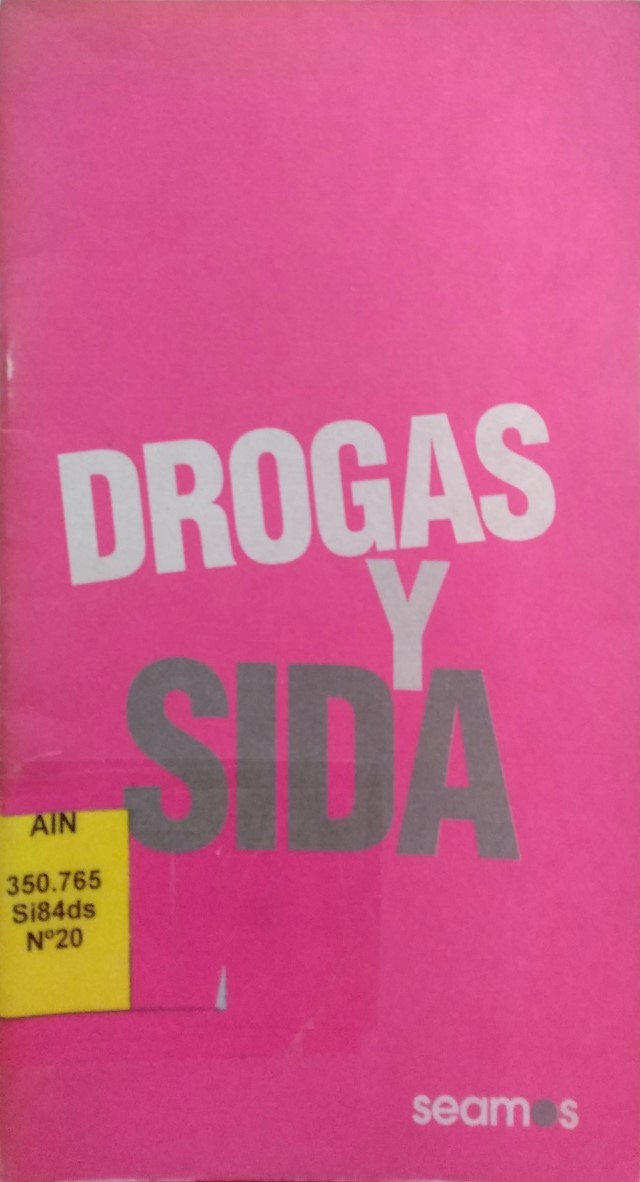 DROGAS
Y
SIDA
AIN
350.765
Si84ds
Nº20
seamos